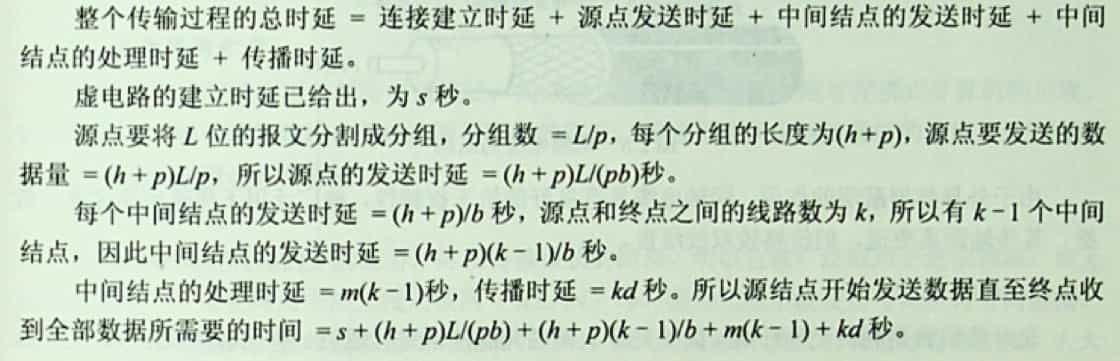 整个传输过程的总时延 = 连接建立时延 + 源点发送时延 + 中间结点的发送时延 + 中间
结点的处理时延 + 传播时延。
虚电路的建立时延已给出，为 s 秒。
源点要将 L 位的报文分割成分组，分组数 = L/p，每个分组的长度为(h+p)，源点要发送的数
据量 = (h + p)L/p，所以源点的发送时延 = (h + p)L/(pb)秒。
每个中间结点的发送时延 = (h + p)/b 秒，源点和终点之间的线路数为 k，所以有 k − 1 个中间
结点，因此中间结点的发送时延 = (h + p)(k − 1)/b 秒。
中间结点的处理时延 = m(k − 1)秒，传播时延 = kd 秒。所以源结点开始发送数据直至终点收
到全部数据所需要的时间 = s + (h + p)L/(pb) + (h + p)(k − 1)/b + m(k − 1) + kd 秒。